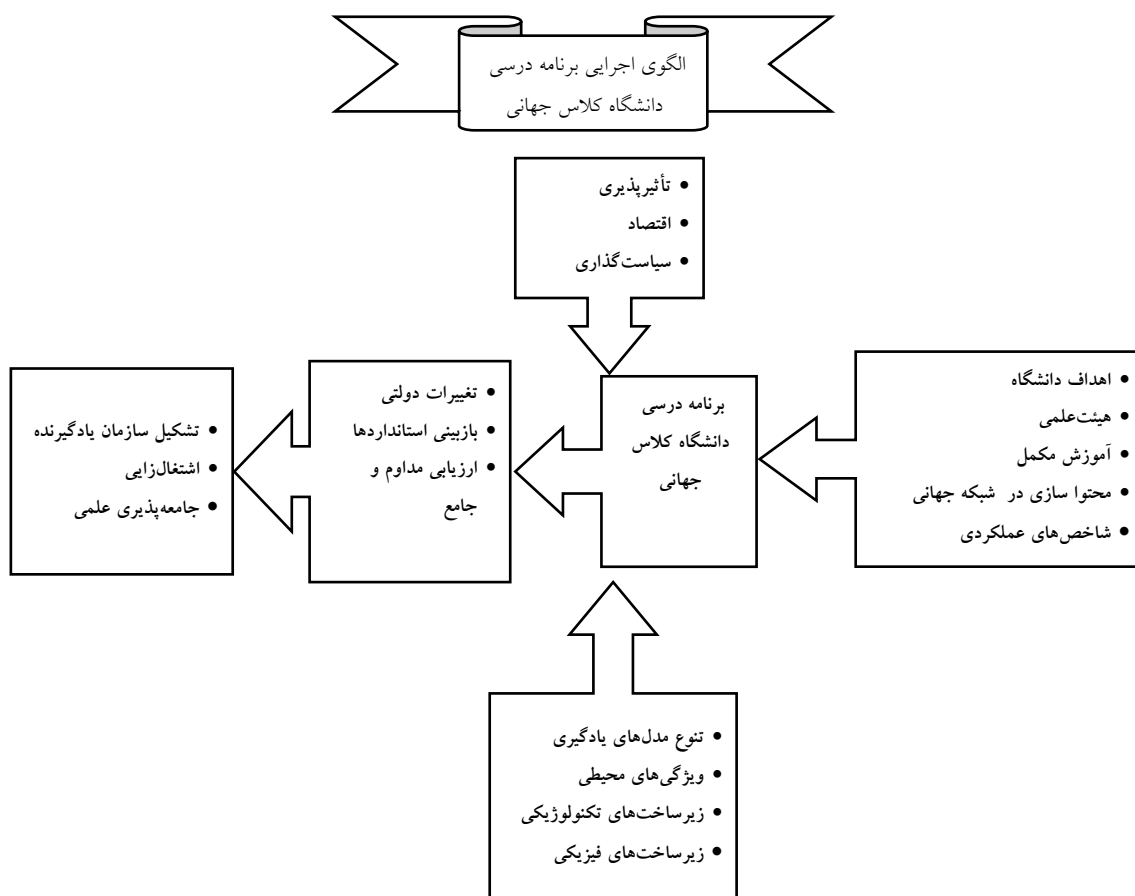 الگوی اجرایی برنامه درسی
دانشگاه کلاس جهانی
• تأثیرپذیری
• اقتصاد
• سیاست‌گذاری
• اهداف دانشگاه
• هیئت‌علمی
• آموزش مکمل
• محتوا سازی در شبکه جهانی
• شاخص‌های عملکردی
برنامه درسی
دانشگاه کلاس
جهانی
• تغییرات دولتی
• بازبینی استانداردها
• ارزیابی مداوم و
جامع
• تشکیل سازمان یادگیرنده
• اشتغال‌زایی
• جامعه‌پذیری علمی
• تنوع مدل‌های یادگیری
• ویژگی‌های محیطی
• زیرساخت‌های تکنولوژیکی
• زیرساخت‌های فیزیکی